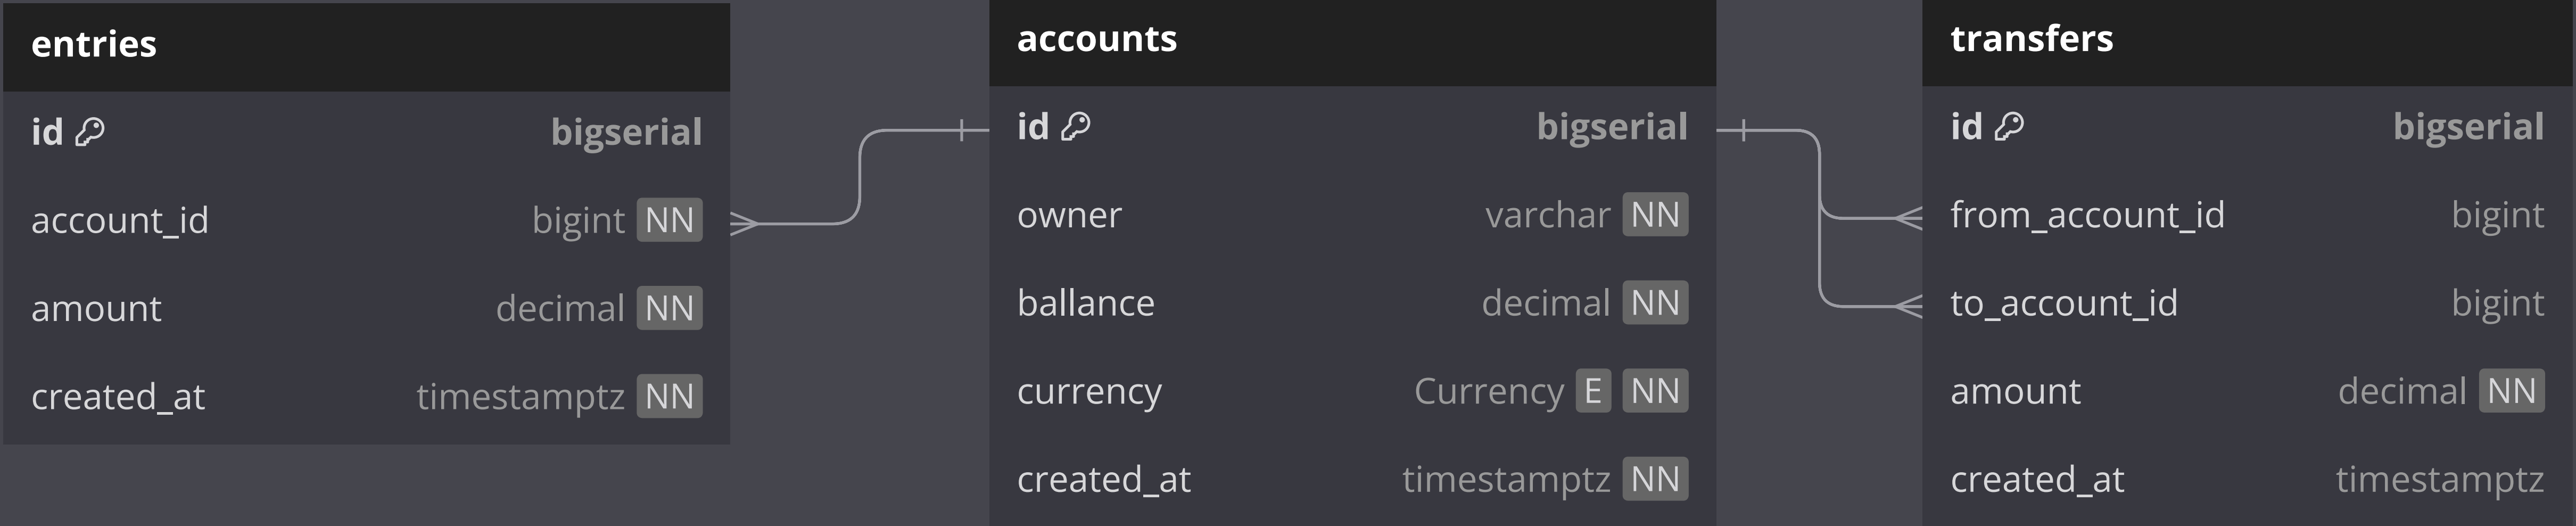 entries
id bigserial
account_id bigint NN
amount decimal NN
created_at timestamptz NN
accounts
id bigserial
owner varchar NN
ballance decimal NN
currency Currency E NN
created_at timestamptz NN
transfers
id bigserial
from_account_id bigint
to_account_id bigint
amount decimal NN
created_at timestamptz